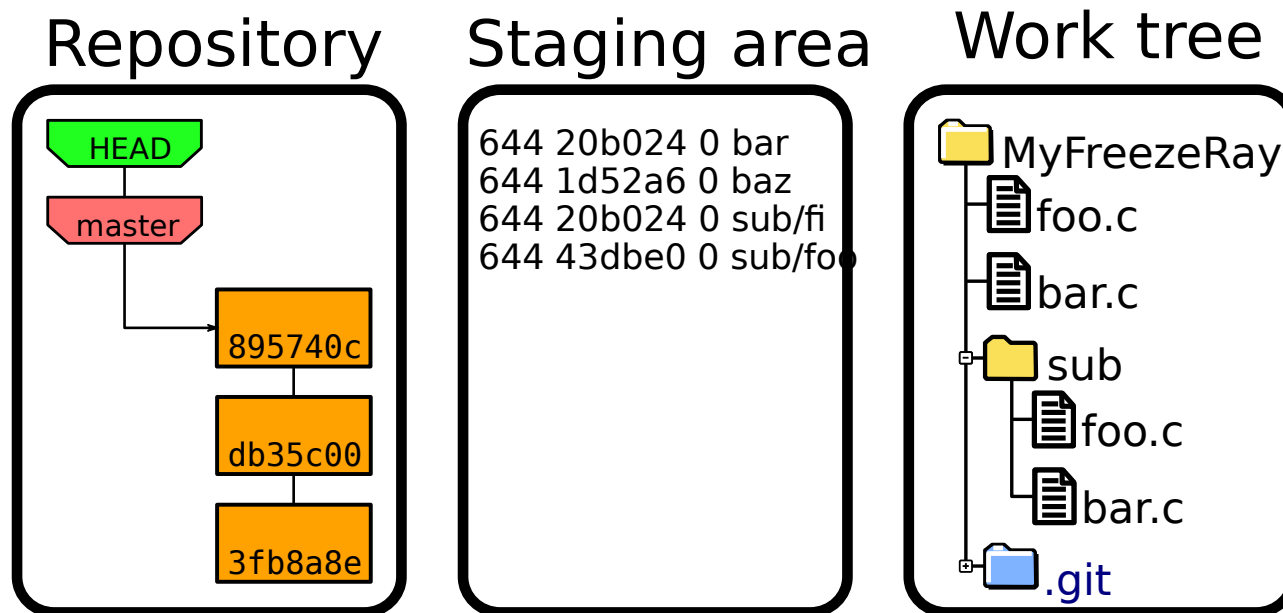 Repository
HEAD
master
895740c
db35c00
3fb8a8e
Staging area
644 20b024 0 bar
644 1d52a6 0 baz
644 20b024 0 sub/fi
644 43dbe0 0 sub/foo
Work tree
MyFreezeRay
foo.c
bar.c
sub
foo.c
bar.c
.git